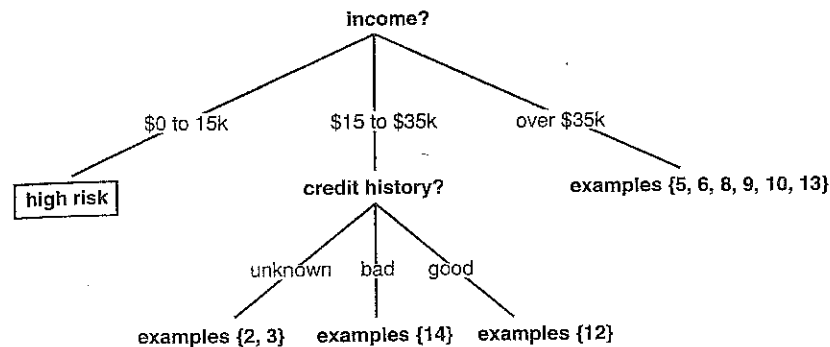 income?
$0 to 15k
$15 to $35k
over $35k
high risk
credit history?
examples {5, 6, 8, 9, 10, 13}
unknown
bad
good
examples {2, 3}
examples {14}
examples {12}